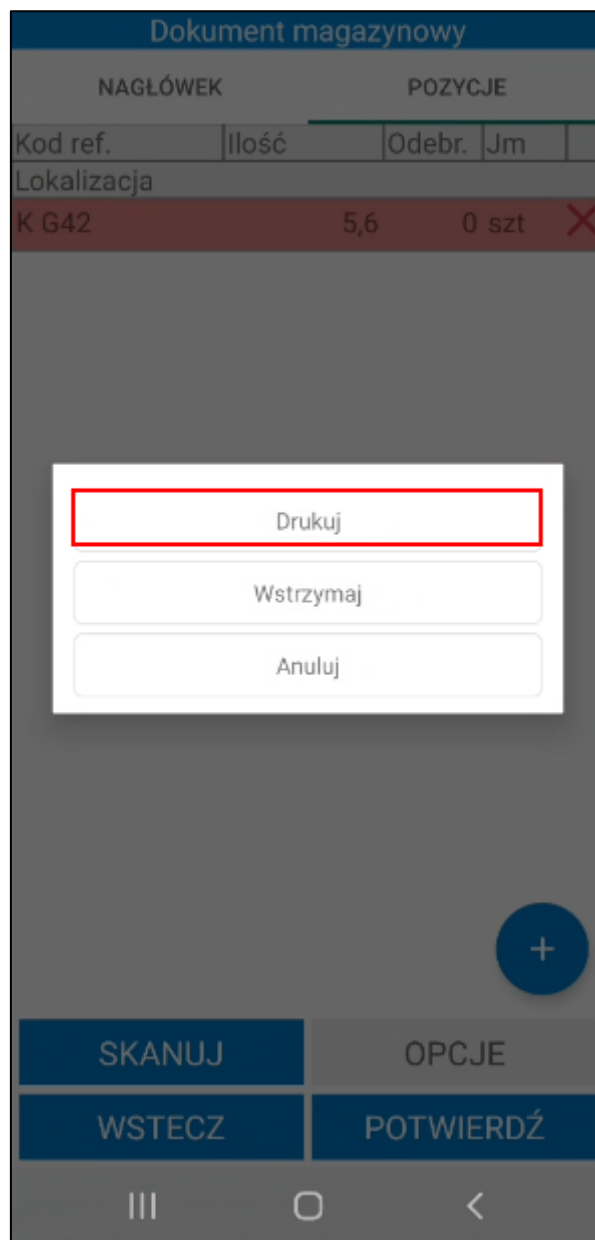 Dokument magazynowy
NAGŁÓWEK POZYCJE
Kod ref. Ilość Odebr. Jm
Lokalizacja
K G42 5,6 0 szt
Drukuj
Wstrzymaj
Anuluj
+
SKANUJ OPCJE
WSTECZ POTWIERDŹ